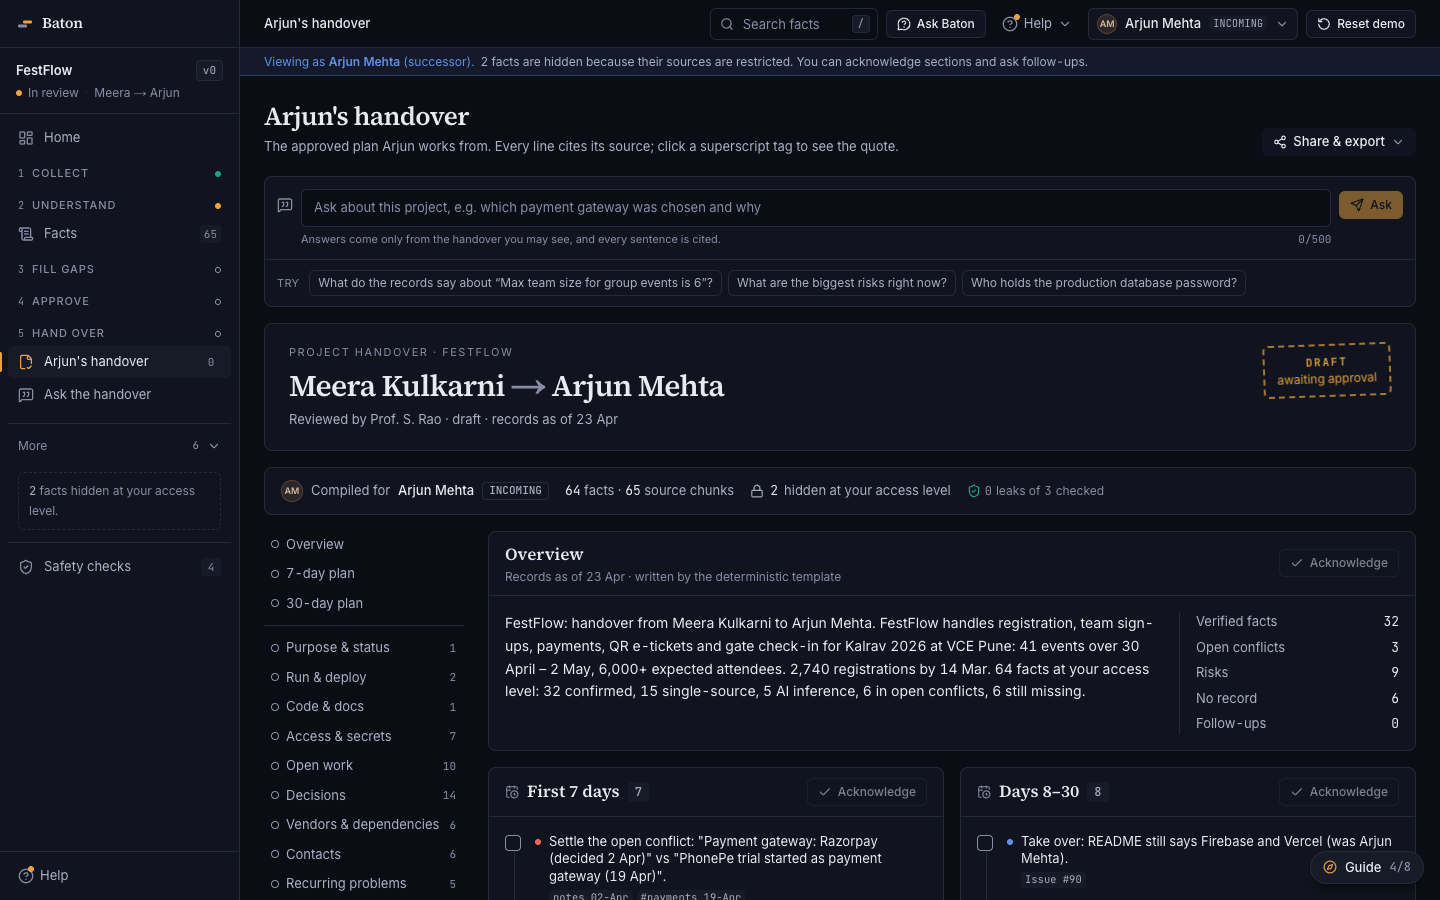 Baton
Arjun's handover
Search facts
/
Ask Baton
Help
AM
Arjun Mehta
INCOMING
Reset demo
FestFlow
v0
In review · Meera → Arjun
Viewing as Arjun Mehta (successor). 2 facts are hidden because their sources are restricted. You can acknowledge sections and ask follow-ups.
Home
1 COLLECT
2 UNDERSTAND
Facts 65
3 FILL GAPS
4 APPROVE
5 HAND OVER
Arjun's handover 0
Ask the handover
More 6
2 facts hidden at your access
level.
Safety checks 4
Help
Arjun's handover
The approved plan Arjun works from. Every line cites its source; click a superscript tag to see the quote.
Share & export
Ask about this project, e.g. which payment gateway was chosen and why
Ask
Answers come only from the handover you may see, and every sentence is cited.
0/500
TRY
What do the records say about “Max team size for group events is 6”?
What are the biggest risks right now?
Who holds the production database password?
PROJECT HANDOVER · FESTFLOW
Meera Kulkarni → Arjun Mehta
Reviewed by Prof. S. Rao · draft · records as of 23 Apr
DRAFT
awaiting approval
AM
Compiled for Arjun Mehta INCOMING 64 facts · 65 source chunks 2 hidden at your access level 0 leaks of 3 checked
Overview
7-day plan
30-day plan
Purpose & status 1
Run & deploy 2
Code & docs 1
Access & secrets 7
Open work 10
Decisions 14
Vendors & dependencies 6
Contacts 6
Recurring problems 5
Overview
Records as of 23 Apr · written by the deterministic template
Acknowledge
FestFlow: handover from Meera Kulkarni to Arjun Mehta. FestFlow handles registration, team sign-
ups, payments, QR e-tickets and gate check-in for Kalrav 2026 at VCE Pune: 41 events over 30
April – 2 May, 6,000+ expected attendees. 2,740 registrations by 14 Mar. 64 facts at your access
level: 32 confirmed, 15 single-source, 5 AI inference, 6 in open conflicts, 6 still missing.
Verified facts 32
Open conflicts 3
Risks 9
No record 6
Follow-ups 0
First 7 days 7
Acknowledge
Settle the open conflict: "Payment gateway: Razorpay
(decided 2 Apr)" vs "PhonePe trial started as payment
gateway (19 Apr)".
notes 02-Apr #payments 19-Apr
Days 8–30 8
Acknowledge
Take over: README still says Firebase and Vercel (was Arjun
Mehta).
Issue #90
Guide 4/8